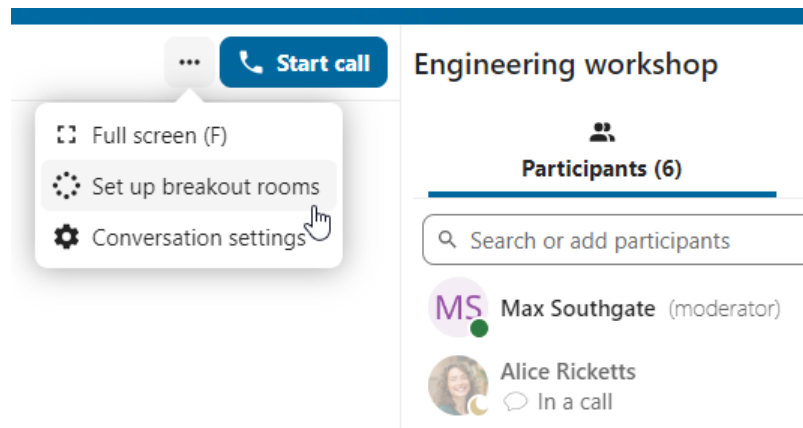 ... Start call
Full screen (F)
Set up breakout rooms
Conversation settings
Engineering workshop
Participants (6)
Search or add participants
MS Max Southgate (moderator)
Alice Ricketts
In a call